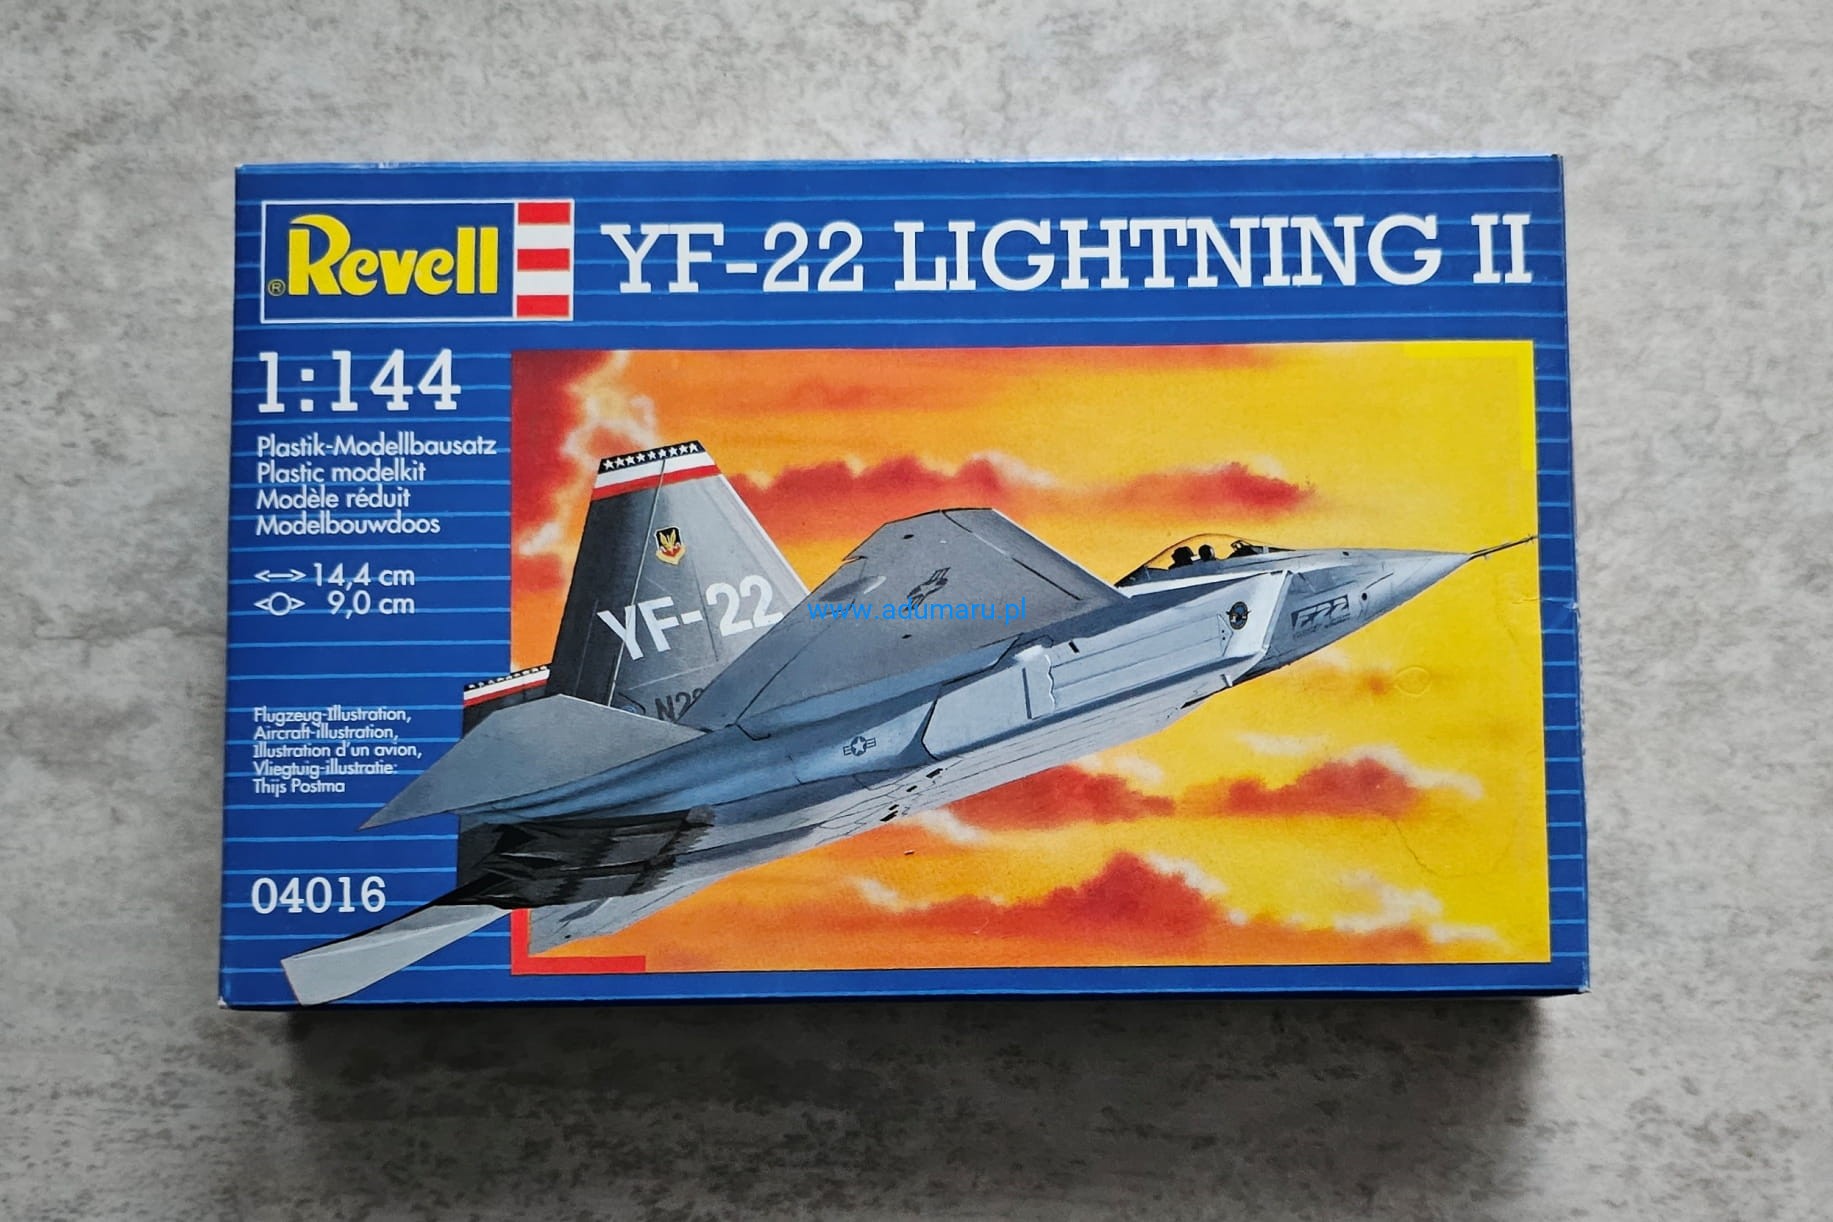 ® Revell
YF-22 LIGHTNING II
1:144
Plastik-Modellbausatz
Plastic modelkit
Modèle réduit
Modelbouwdoos
14,4 cm
9,0 cm
YF-22
www.adumaru.pl
F22
Flugzeug-Illustration,
Aircraft-illustration,
Illustration d'un avion,
Vliegtuig-illustratie:
Thijs Postma
04016